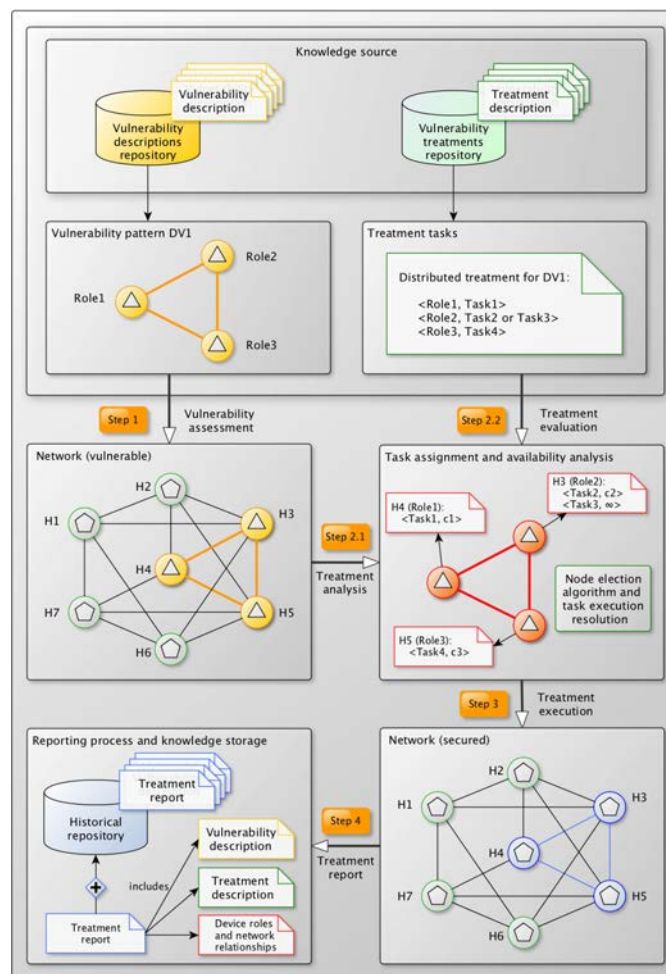 Knowledge source
Vulnerability
description
Vulnerability
descriptions
repository
Treatment
description
Vulnerability
treatments
repository
Vulnerability pattern DV1
Role2
Role1
Role3
Treatment tasks
Distributed treatment for DV1:
<Role1, Task1>
<Role2, Task2 or Task3>
<Role3, Task4>
Step 1
Vulnerability
assessment
Step 2.2
Treatment
evaluation
Network (vulnerable)
H2
H1
H3
H4
H7
H5
H6
Step 2.1
Treatment
analysis
Task assignment and availability analysis
H3 (Role2):
<Task2, c2>
<Task3, ∞>
H4 (Role1):
<Task1, c1>
Node election
algorithm and
task execution
resolution
H5 (Role3):
<Task4, c3>
Step 3
Treatment
execution
Reporting process and knowledge storage
Treatment
report
Historical
repository
Vulnerability
description
includes
Treatment
description
Treatment
report
Device roles
and network
relationships
Step 4
Treatment
report
Network (secured)
H2
H1
H3
H4
H7
H5
H6